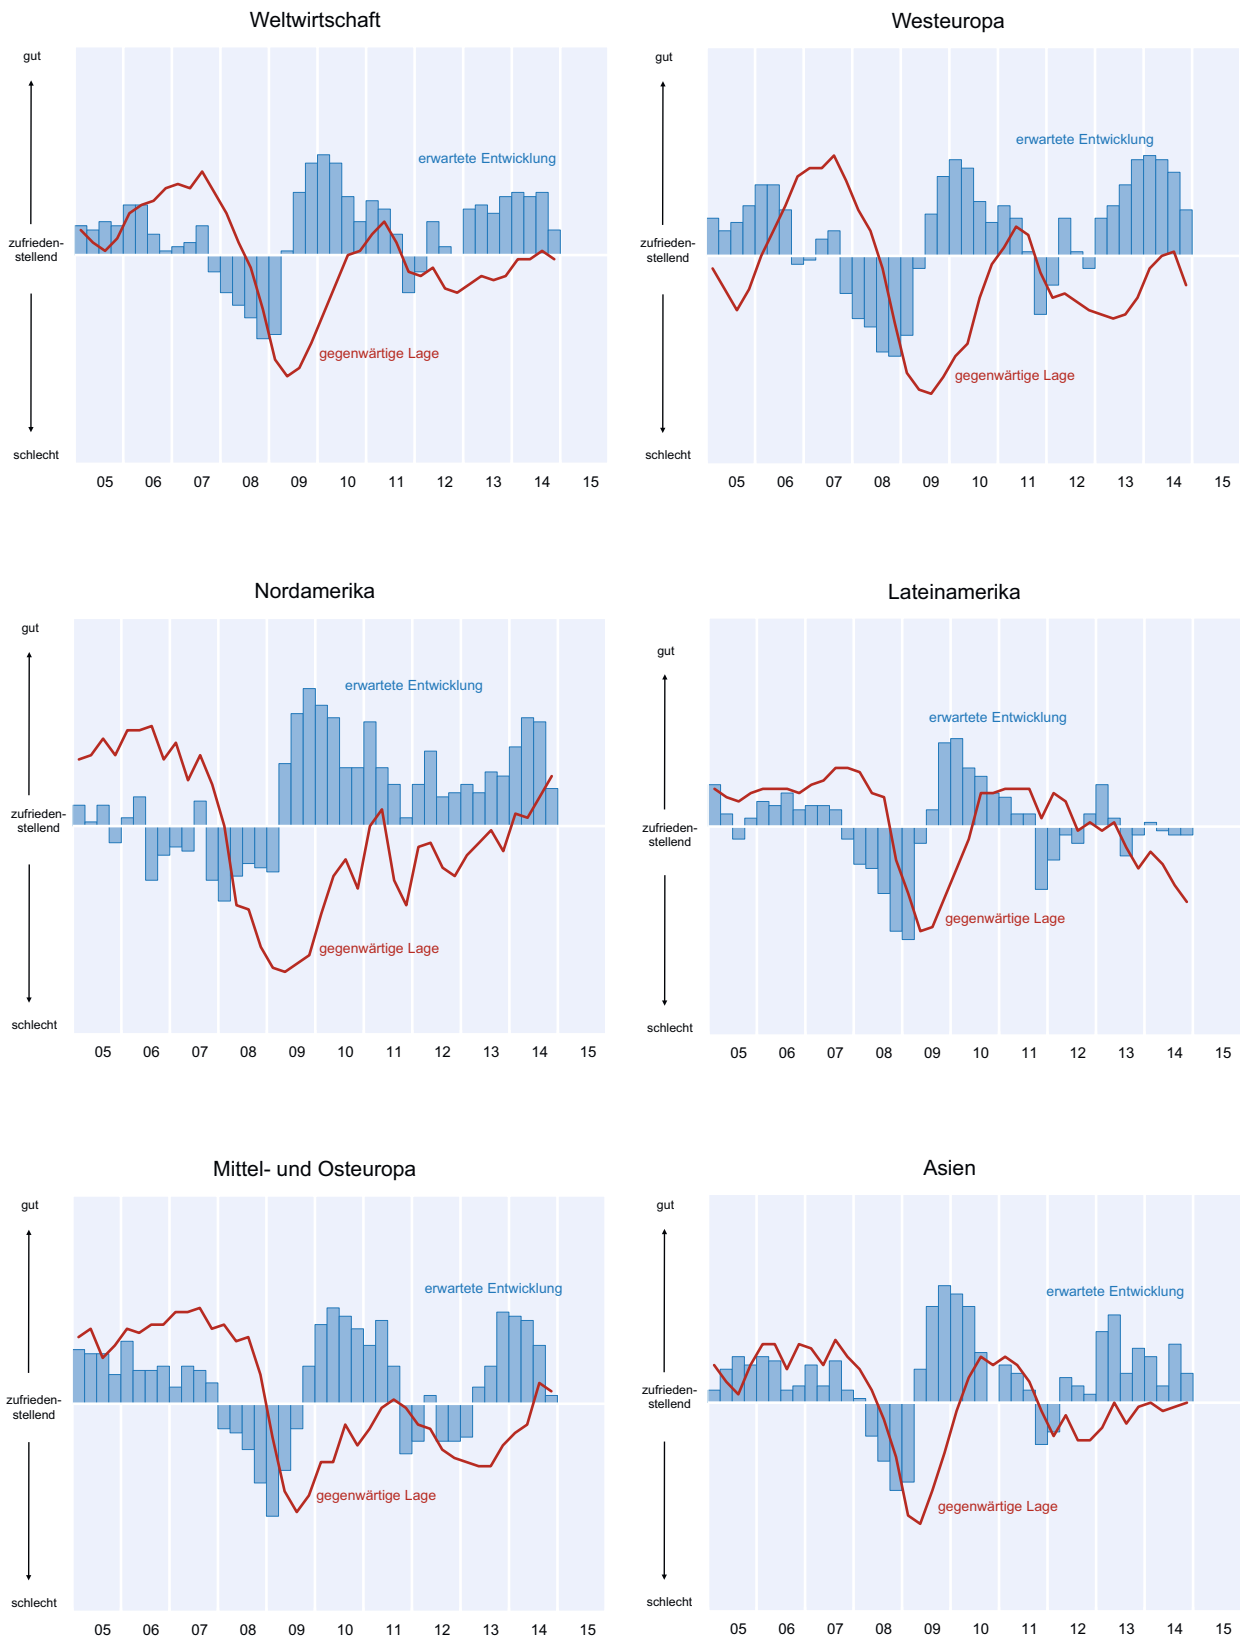 Weltwirtschaft
gut
zufrieden-
stellend
schlecht
erwartete Entwicklung
gegenwärtige Lage
05 06 07 08 09 10 11 12 13 14 15
Westeuropa
gut
zufrieden-
stellend
schlecht
erwartete Entwicklung
gegenwärtige Lage
05 06 07 08 09 10 11 12 13 14 15
Nordamerika
gut
zufrieden-
stellend
schlecht
erwartete Entwicklung
gegenwärtige Lage
05 06 07 08 09 10 11 12 13 14 15
Lateinamerika
gut
zufrieden-
stellend
schlecht
erwartete Entwicklung
gegenwärtige Lage
05 06 07 08 09 10 11 12 13 14 15
Mittel- und Osteuropa
gut
zufrieden-
stellend
schlecht
erwartete Entwicklung
gegenwärtige Lage
05 06 07 08 09 10 11 12 13 14 15
Asien
gut
zufrieden-
stellend
schlecht
erwartete Entwicklung
gegenwärtige Lage
05 06 07 08 09 10 11 12 13 14 15